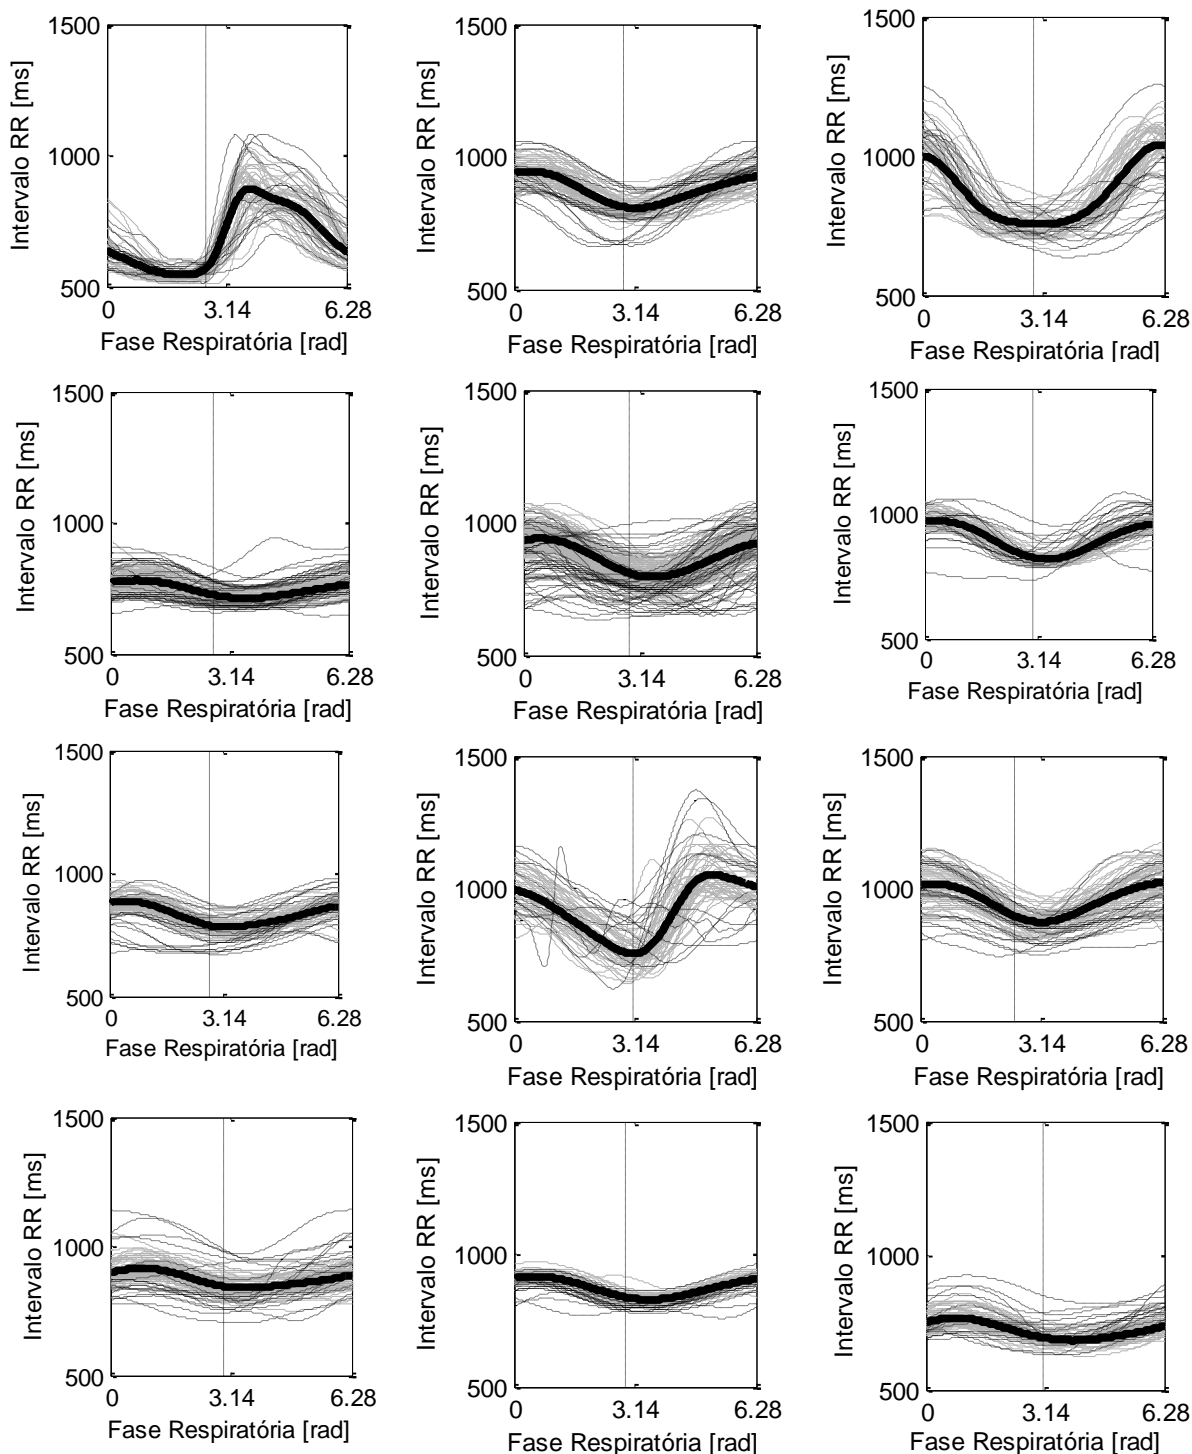 1500
1000
500
0 3.14 6.28
Fase Respiratória [rad]
Intervalo RR [ms]
1500
1000
500
0 3.14 6.28
Fase Respiratória [rad]
Intervalo RR [ms]
1500
1000
500
0 3.14 6.28
Fase Respiratória [rad]
Intervalo RR [ms]
1500
1000
500
0 3.14 6.28
Fase Respiratória [rad]
Intervalo RR [ms]
1500
1000
500
0 3.14 6.28
Fase Respiratória [rad]
Intervalo RR [ms]
1500
1000
500
0 3.14 6.28
Fase Respiratória [rad]
Intervalo RR [ms]
1500
1000
500
0 3.14 6.28
Fase Respiratória [rad]
Intervalo RR [ms]
1500
1000
500
0 3.14 6.28
Fase Respiratória [rad]
Intervalo RR [ms]
1500
1000
500
0 3.14 6.28
Fase Respiratória [rad]
Intervalo RR [ms]
1500
1000
500
0 3.14 6.28
Fase Respiratória [rad]
Intervalo RR [ms]
1500
1000
500
0 3.14 6.28
Fase Respiratória [rad]
Intervalo RR [ms]
1500
1000
500
0 3.14 6.28
Fase Respiratória [rad]
Intervalo RR [ms]